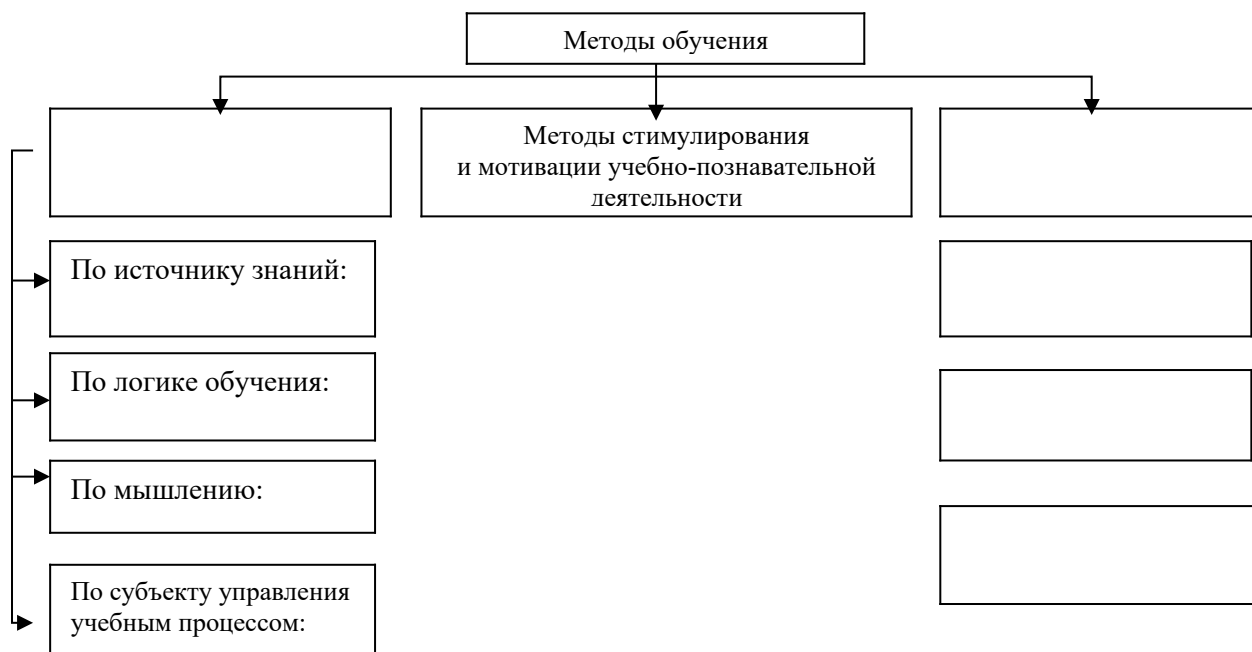 Методы обучения
Методы стимулирования
и мотивации учебно-познавательной
деятельности
По источнику знаний:
По логике обучения:
По мышлению:
По субъекту управления
учебным процессом: